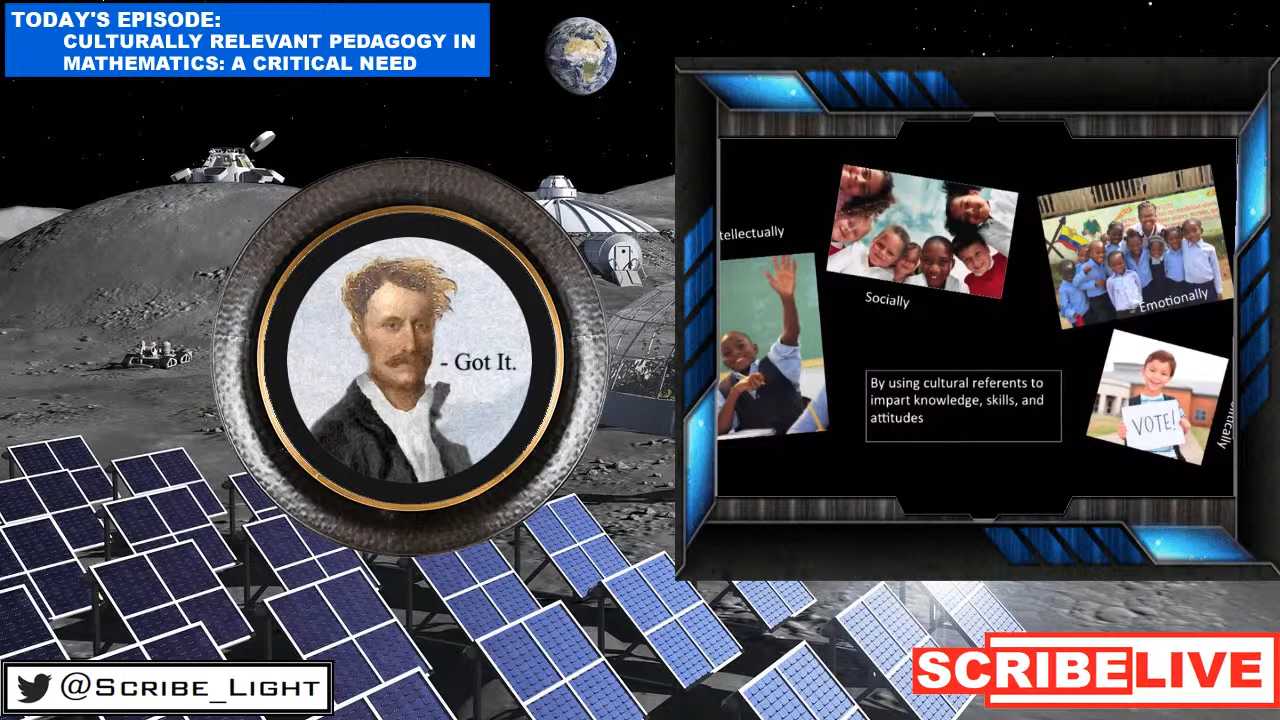 TODAY'S EPISODE:
CULTURALLY RELEVANT PEDAGOGY IN
MATHEMATICS: A CRITICAL NEED
- Got It.
tellectually
Socially
- Emotionally
By using cultural referents to
impart knowledge, skills, and
attitudes
VOTE!
itically
@SCRIBE_LIGHT
SCRIBELIVE